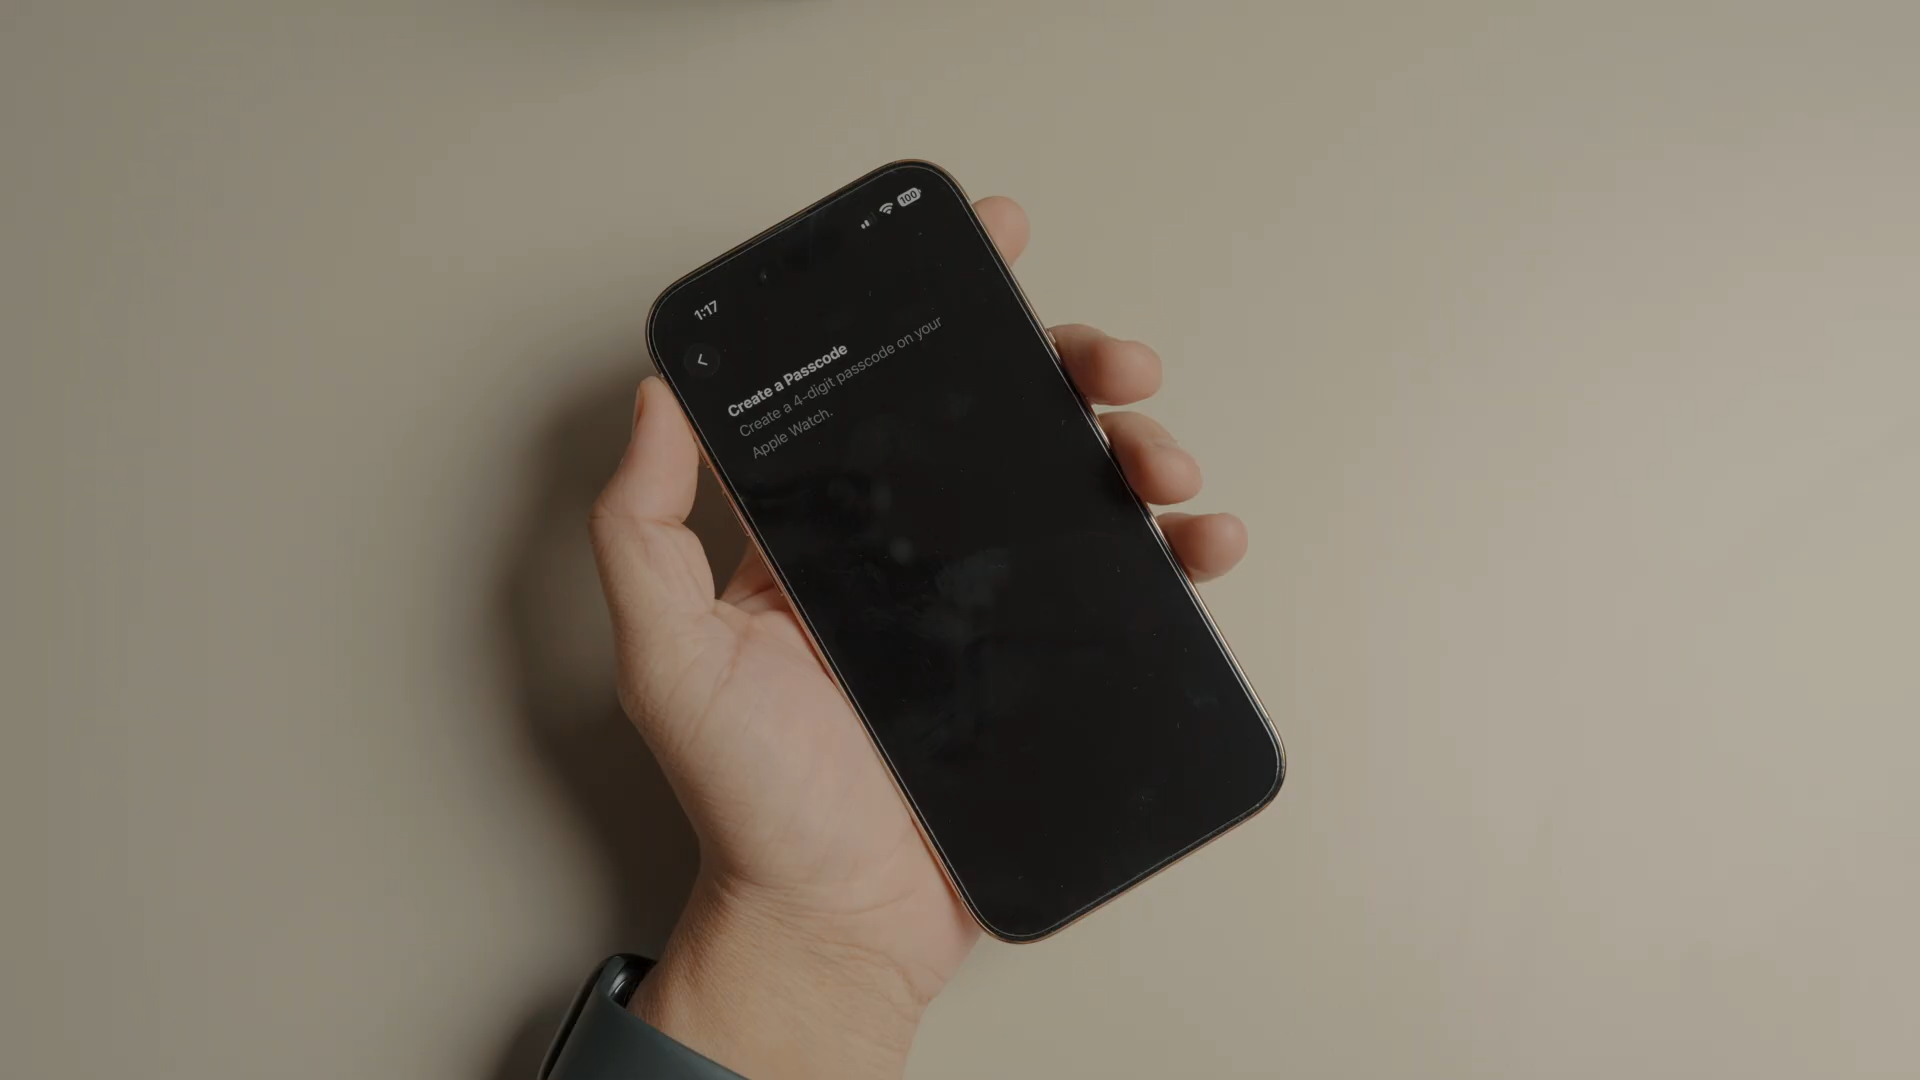 100
1:17
Create a Passcode
Create a 4-digit passcode on your
Apple Watch.